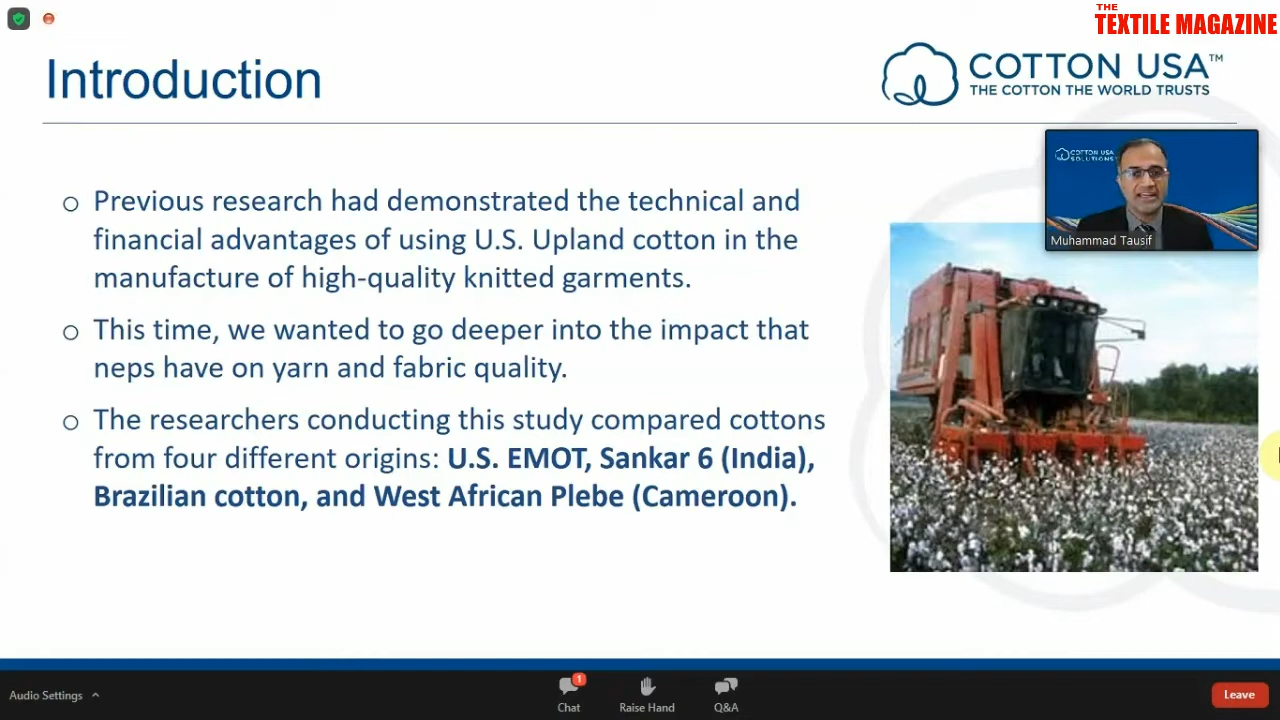 THE
TEXTILE MAGAZINE
Introduction
COTTON USA™
THE COTTON THE WORLD TRUSTS
COTTON USA
SOLUTIONS
Muhammad Tausif
o Previous research had demonstrated the technical and
financial advantages of using U.S. Upland cotton in the
manufacture of high-quality knitted garments.
o This time, we wanted to go deeper into the impact that
neps have on yarn and fabric quality.
o The researchers conducting this study compared cottons
from four different origins: U.S. EMOT, Sankar 6 (India),
Brazilian cotton, and West African Plebe (Cameroon).
Audio Settings
1
Chat
Raise Hand
Q&A
Leave